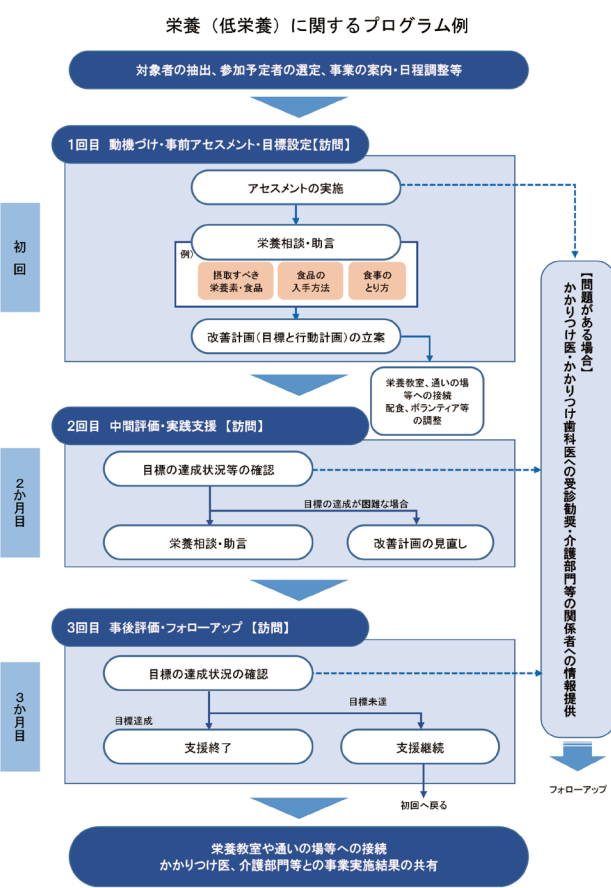 栄養（低栄養）に関するプログラム例
対象者の抽出、参加予定者の選定、事業の案内・日程調整等
1回目 動機づけ・事前アセスメント・目標設定【訪問】
初回
アセスメントの実施
栄養相談・助言
例）
摂取すべき
栄養素・食品
食品の
入手方法
食事の
とり方
改善計画（目標と行動計画）の立案
栄養教室、通いの場
等への接続
配食、ボランティア等
の調整
2回目 中間評価・実践支援 【訪問】
2か月目
目標の達成状況等の確認
目標の達成が困難な場合
栄養相談・助言
改善計画の見直し
3回目 事後評価・フォローアップ 【訪問】
3か月目
目標の達成状況の確認
目標未達
目標達成
支援終了
支援継続
初回へ戻る
【問題がある場合】
かかりつけ医・かかりつけ歯科医への受診勧奨・介護部門等の関係者への情報提供
フォローアップ
栄養教室や通いの場等への接続
かかりつけ医、介護部門等との事業実施結果の共有